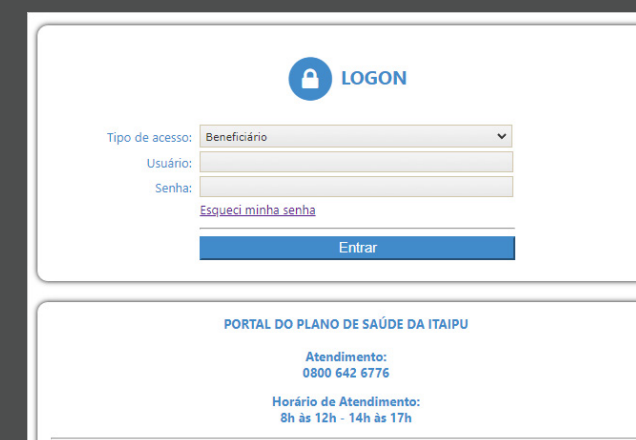 LOGON
Tipo de acesso: Beneficiário
Usuário:
Senha:
Esqueci minha senha
Entrar
PORTAL DO PLANO DE SAÚDE DA ITAIPU
Atendimento:
0800 642 6776
Horário de Atendimento:
8h às 12h - 14h às 17h